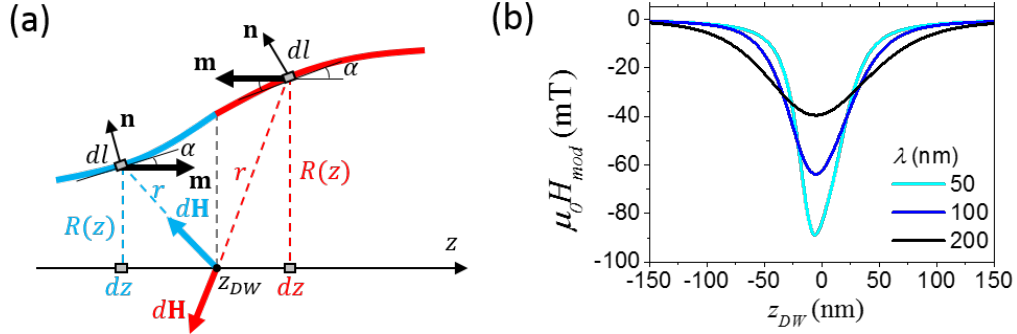 (a)
n
dl
α
m
n
dl
α
m
r
r
R(z)
R(z)
dH
z
dz
z_DW
dz
dH
(b)
0
-20
-40
-60
-80
-100
μ₀H_mod (mT)
λ (nm)
50
100
200
-150 -100 -50 0 50 100 150
z_DW (nm)